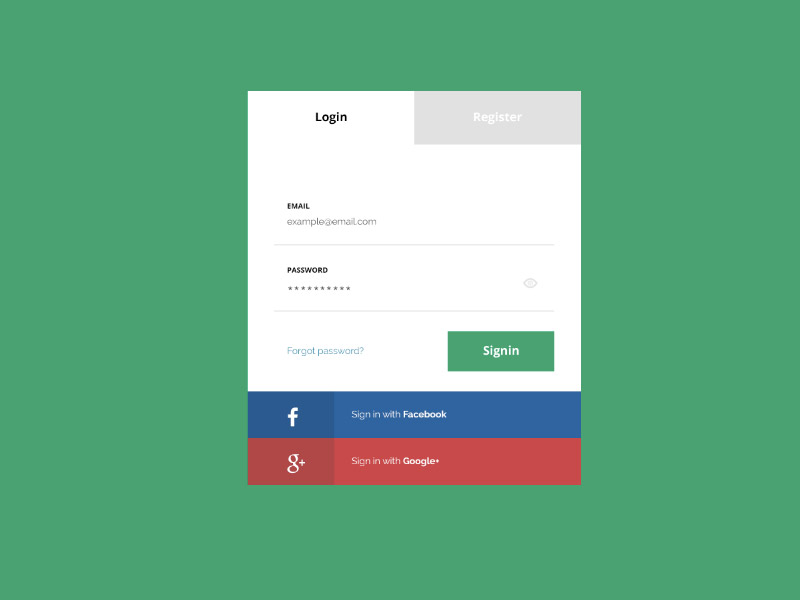 Login
Register
EMAIL
example@email.com
PASSWORD
**********
Forgot password?
Signin
f
Sign in with Facebook
g+
Sign in with Google+